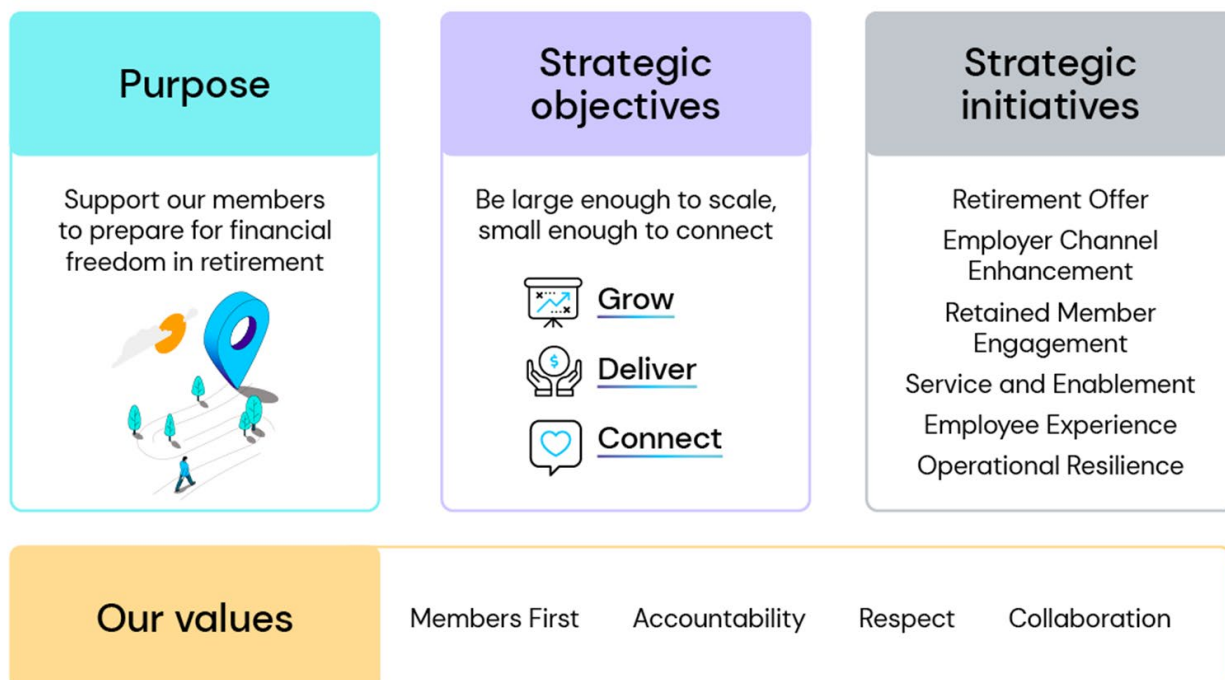 Purpose
Support our members
to prepare for financial
freedom in retirement
Strategic
objectives
Be large enough to scale,
small enough to connect
Grow
$
Deliver
Connect
Strategic
initiatives
Retirement Offer
Employer Channel
Enhancement
Retained Member
Engagement
Service and Enablement
Employee Experience
Operational Resilience
Our values
Members First
Accountability
Respect
Collaboration